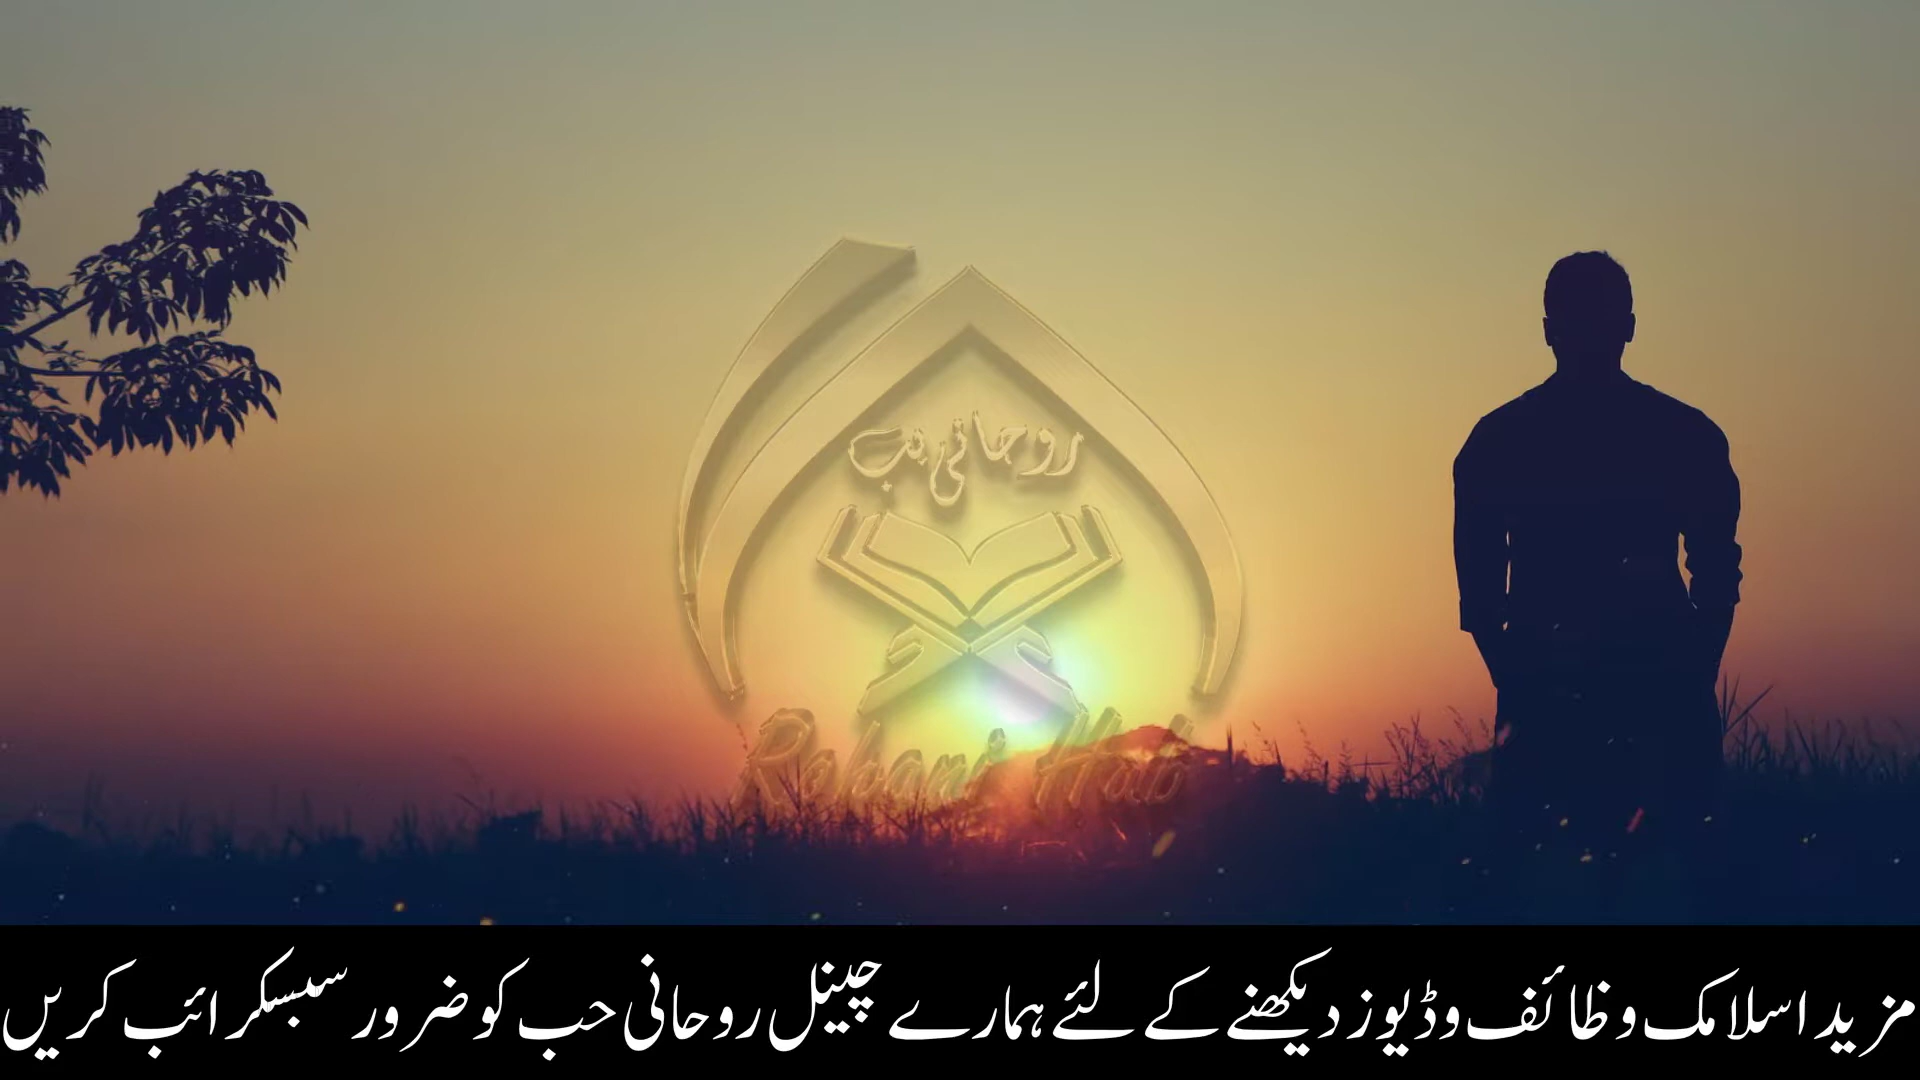 روحانی حب
Rohani Hub
مزید اسلامک وظائف وڈیوز دیکھنے کے لئے ہمارے چینل روحانی حب کو ضرور سبسکرائب کریں